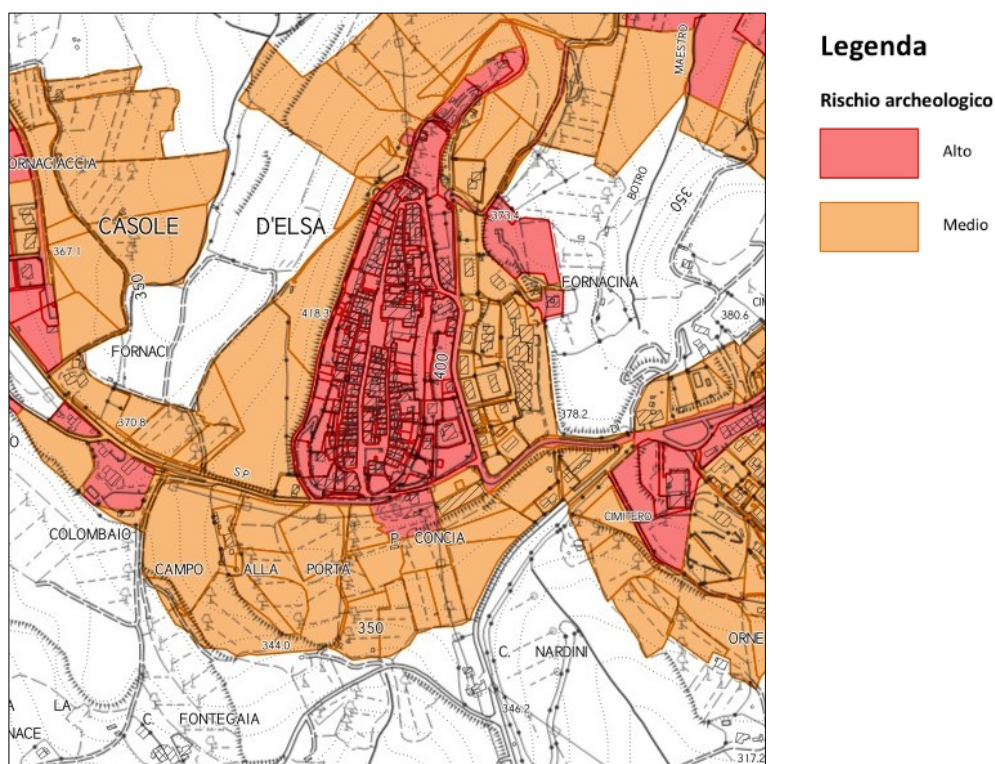 MAESTRO
Legenda
Rischio archeologico
Alto
Medio
ORNACIACCIA
BOTRO
350
CASOLE D'ELSA
373.4
367.1
350
FORNACINA
418.3
380.6
FORNACI
400
378.2
370.8
S.P.
CIMITERO
COLOMBAIO
P. CONCIA
CAMPO ALLA PORTA
350
344.0
ORNE
C. NARDINI
346.2
LA
C. FONTEGAIA
NACE
317.2